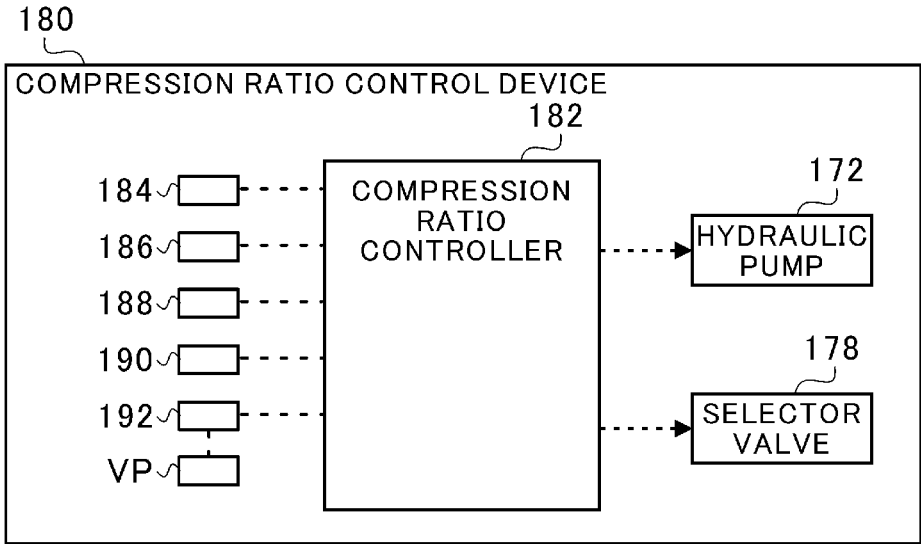 180
COMPRESSION RATIO CONTROL DEVICE
182
COMPRESSION
RATIO
CONTROLLER
184
186
188
190
192
VP
172
HYDRAULIC
PUMP
178
SELECTOR
VALVE